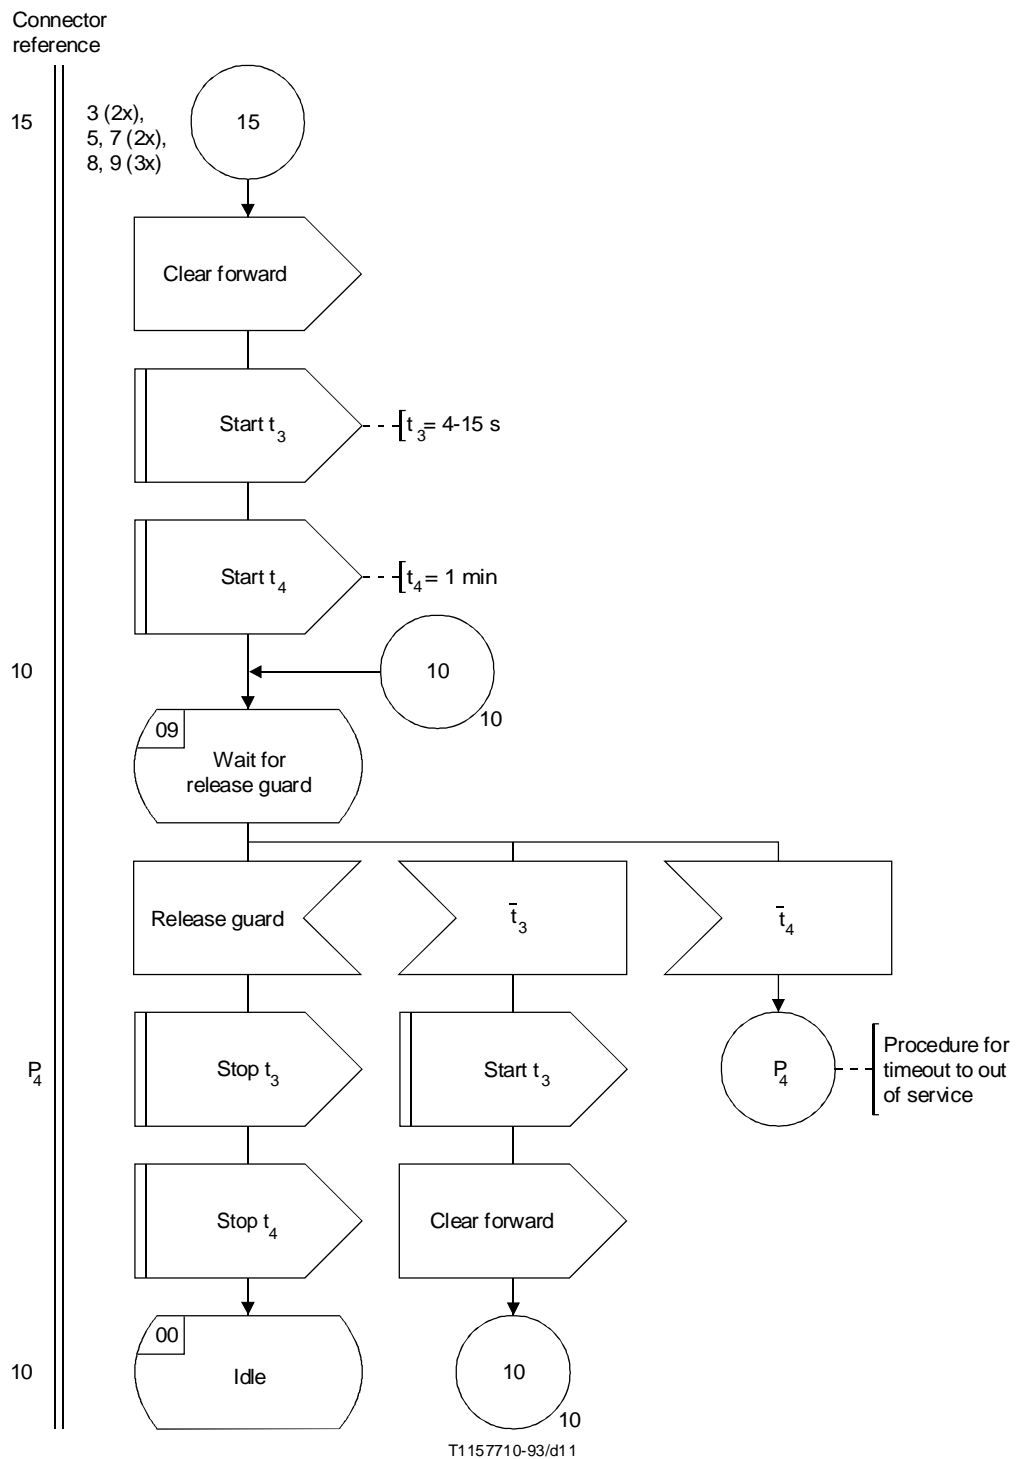 Connector
reference
15
3 (2x),
5, 7 (2x),
8, 9 (3x)
15
Clear forward
Start t3
t3= 4-15 s
Start t4
t4= 1 min
10
10
10
09
Wait for
release guard
Release guard
t̄3
t̄4
P4
Stop t3
Start t3
P4
Procedure for
timeout to out
of service
Stop t4
Clear forward
10
00
Idle
10
10
T1157710-93/d11